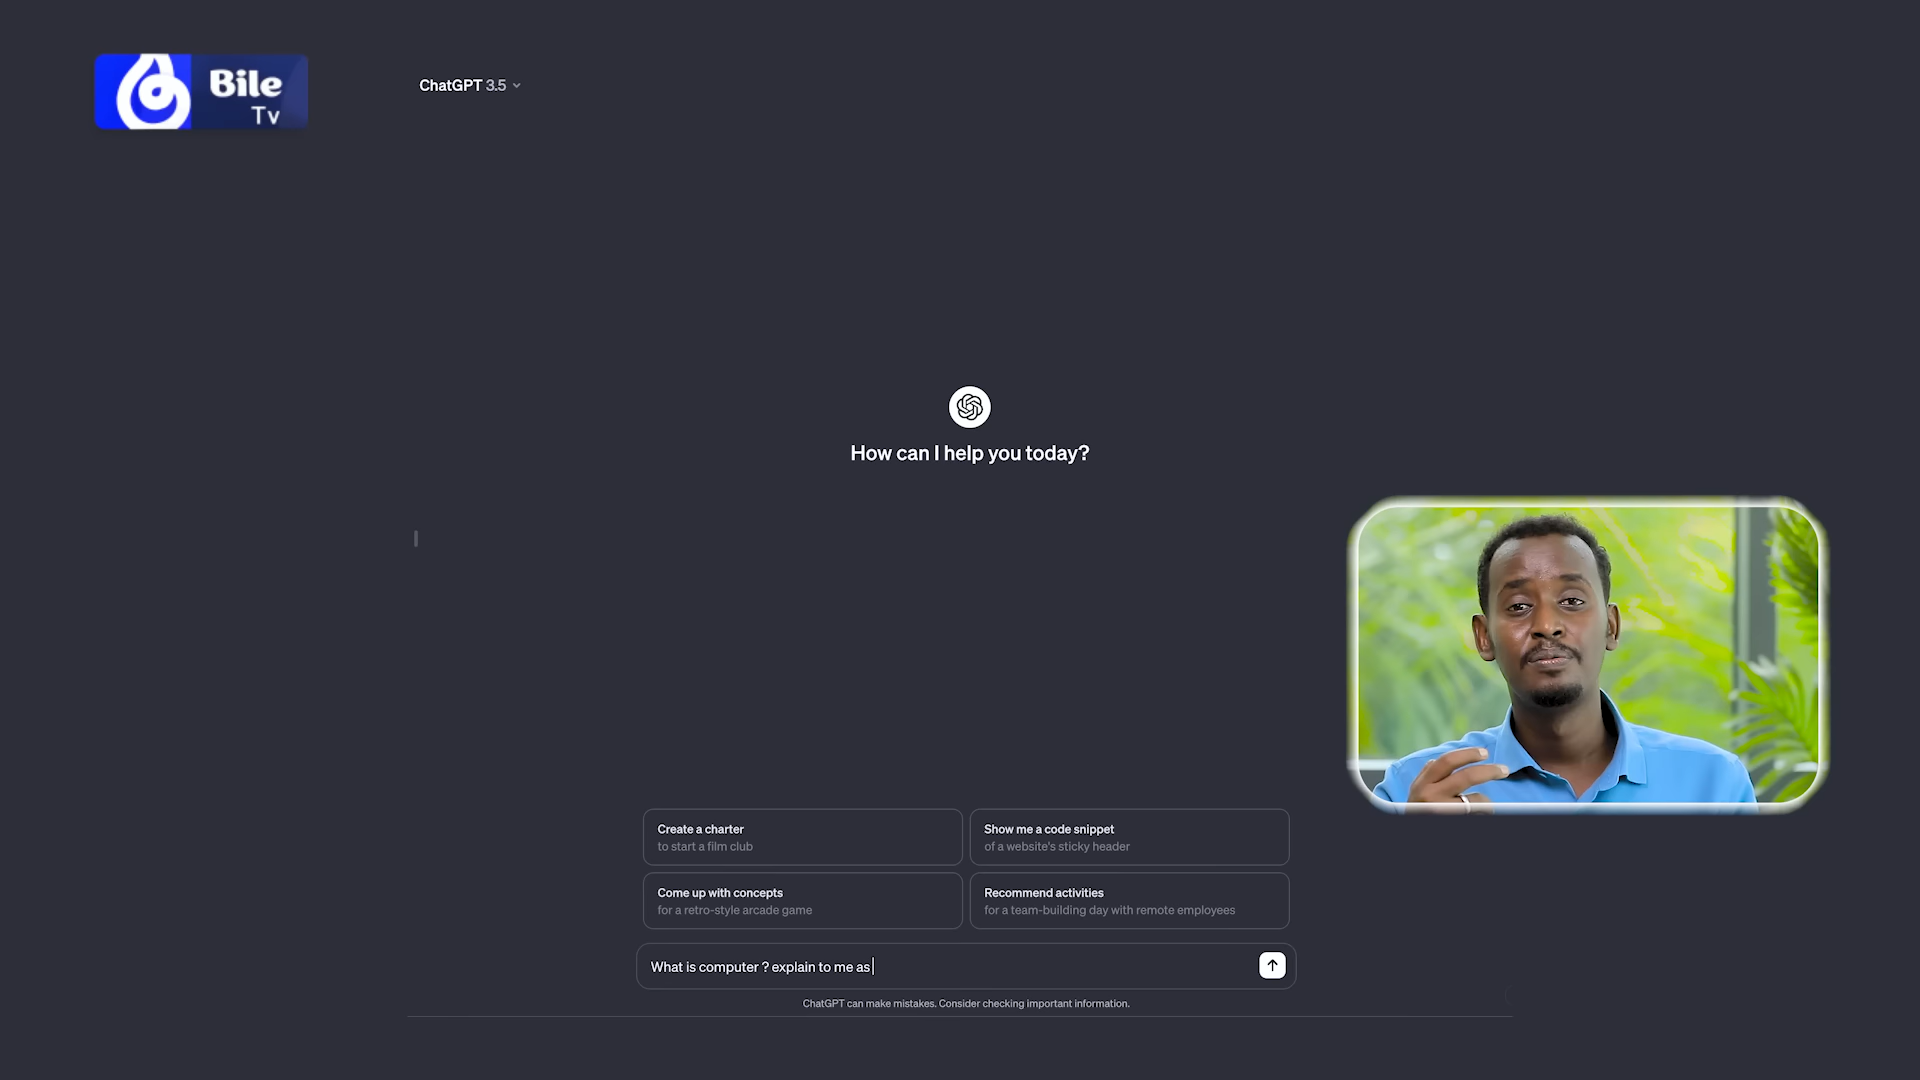 Bile
Tv
ChatGPT 3.5
How can I help you today?
Create a charter
to start a film club
Show me a code snippet
of a website's sticky header
Come up with concepts
for a retro-style arcade game
Recommend activities
for a team-building day with remote employees
What is computer ? explain to me as
ChatGPT can make mistakes. Consider checking important information.